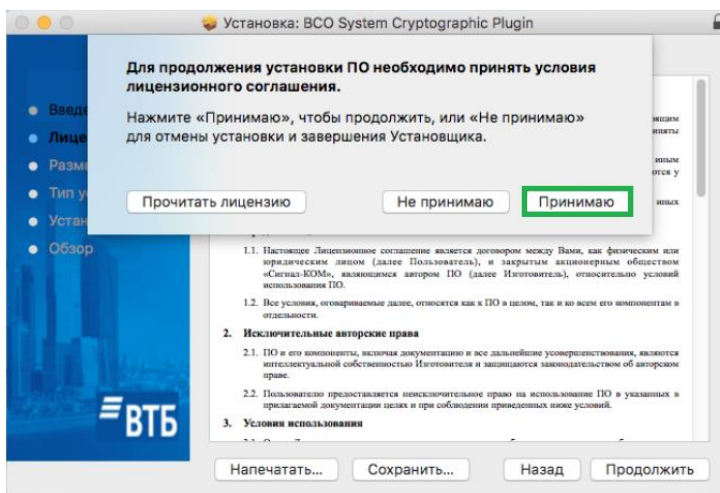 Установка: BCO System Cryptographic Plugin
Для продолжения установки ПО необходимо принять условия
лицензионного соглашения.
Нажмите «Принимаю», чтобы продолжить, или «Не принимаю»
для отмены установки и завершения Установщика.
Прочитать лицензию
Не принимаю
Принимаю
Обзор
1.1. Настоящее Лицензионное соглашение является договором между Вами, как физическим или
юридическим лицом (далее Пользователь), и закрытым акционерным обществом
«Сигнал-КОМ», являющимся автором ПО (далее Изготовитель), относительно условий
использования ПО.
1.2. Все условия, оговариваемые далее, относятся как к ПО в целом, так и ко всем его компонентам в
отдельности.
2. Исключительные авторские права
2.1. ПО и его компоненты, включая документацию и все дальнейшие усовершенствования, являются
интеллектуальной собственностью Изготовителя и защищаются законодательством об авторском
праве.
2.2. Пользователю предоставляется неисключительное право на использование ПО в указанных в
прилагаемой документации целях и при соблюдении приведенных ниже условий.
3. Условия использования
ВТБ
Напечатать...
Сохранить...
Назад
Продолжить